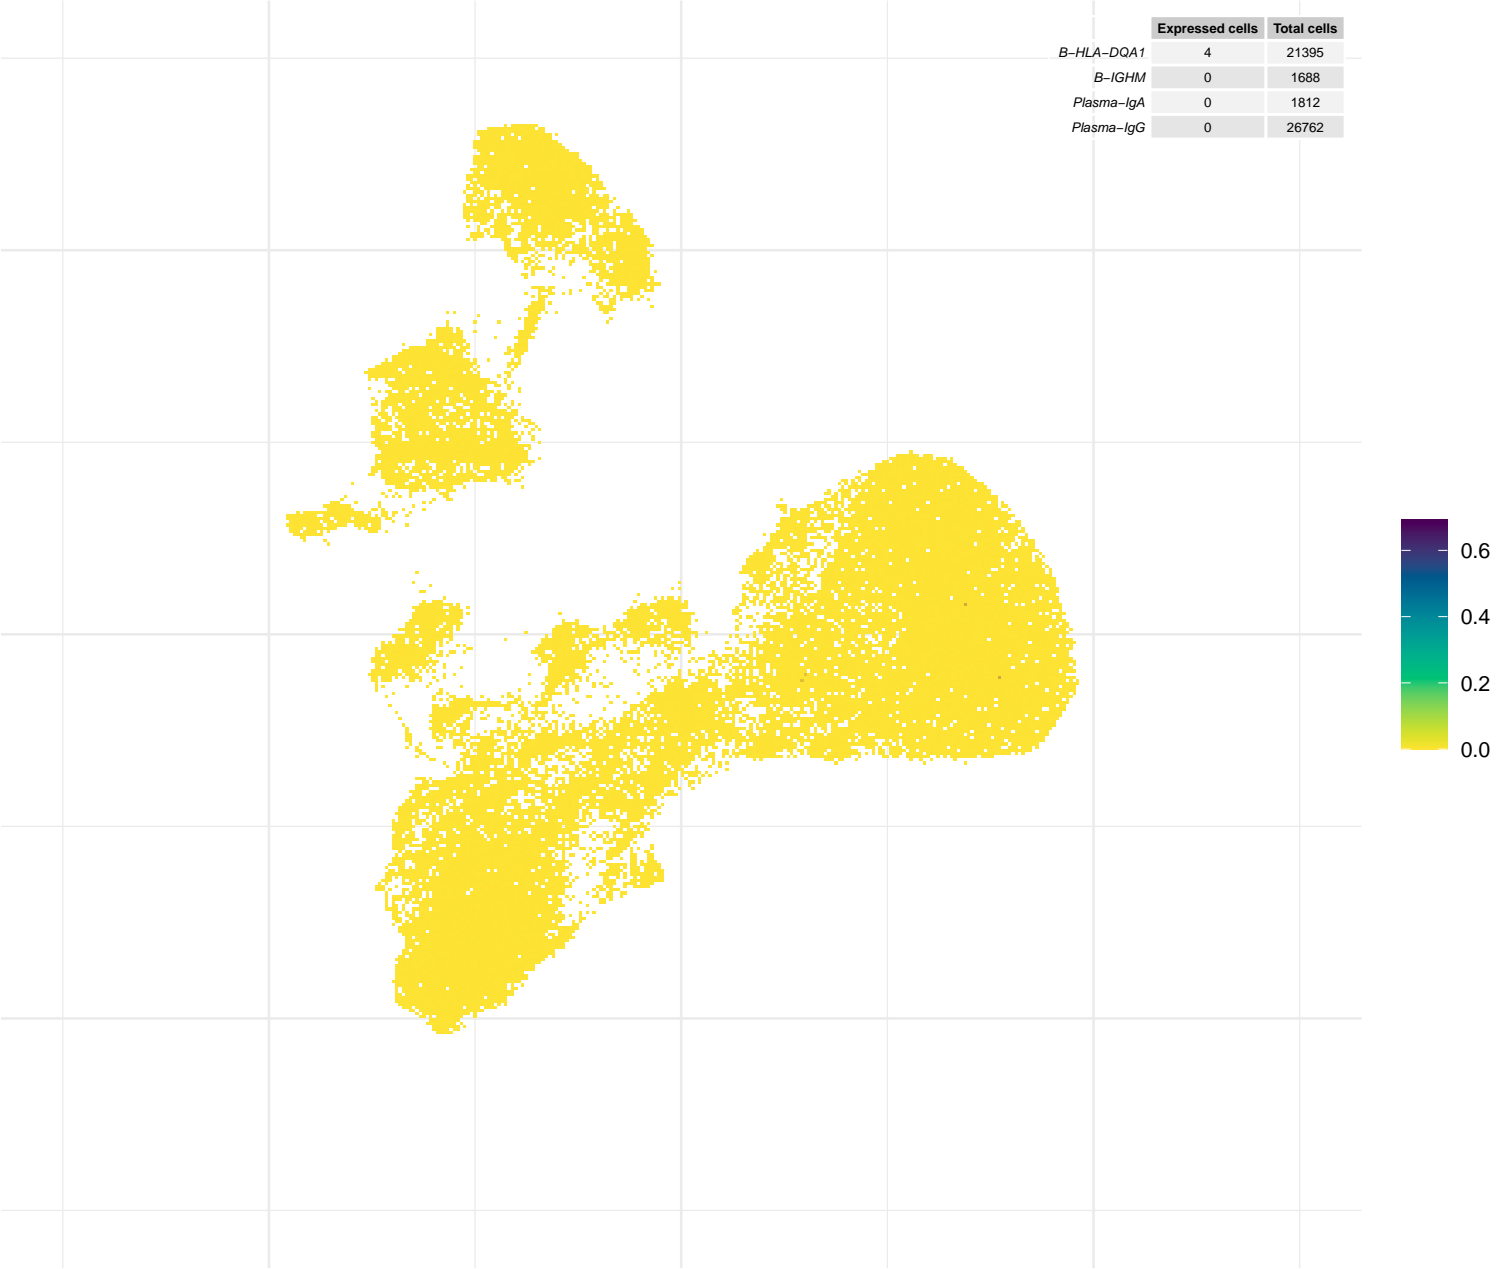 Expressed cells Total cells
B−HLA−DQA1 4 21395
B−IGHM 0 1688
Plasma−IgA 0 1812
Plasma−IgG 0 26762
0.6
0.4
0.2
0.0